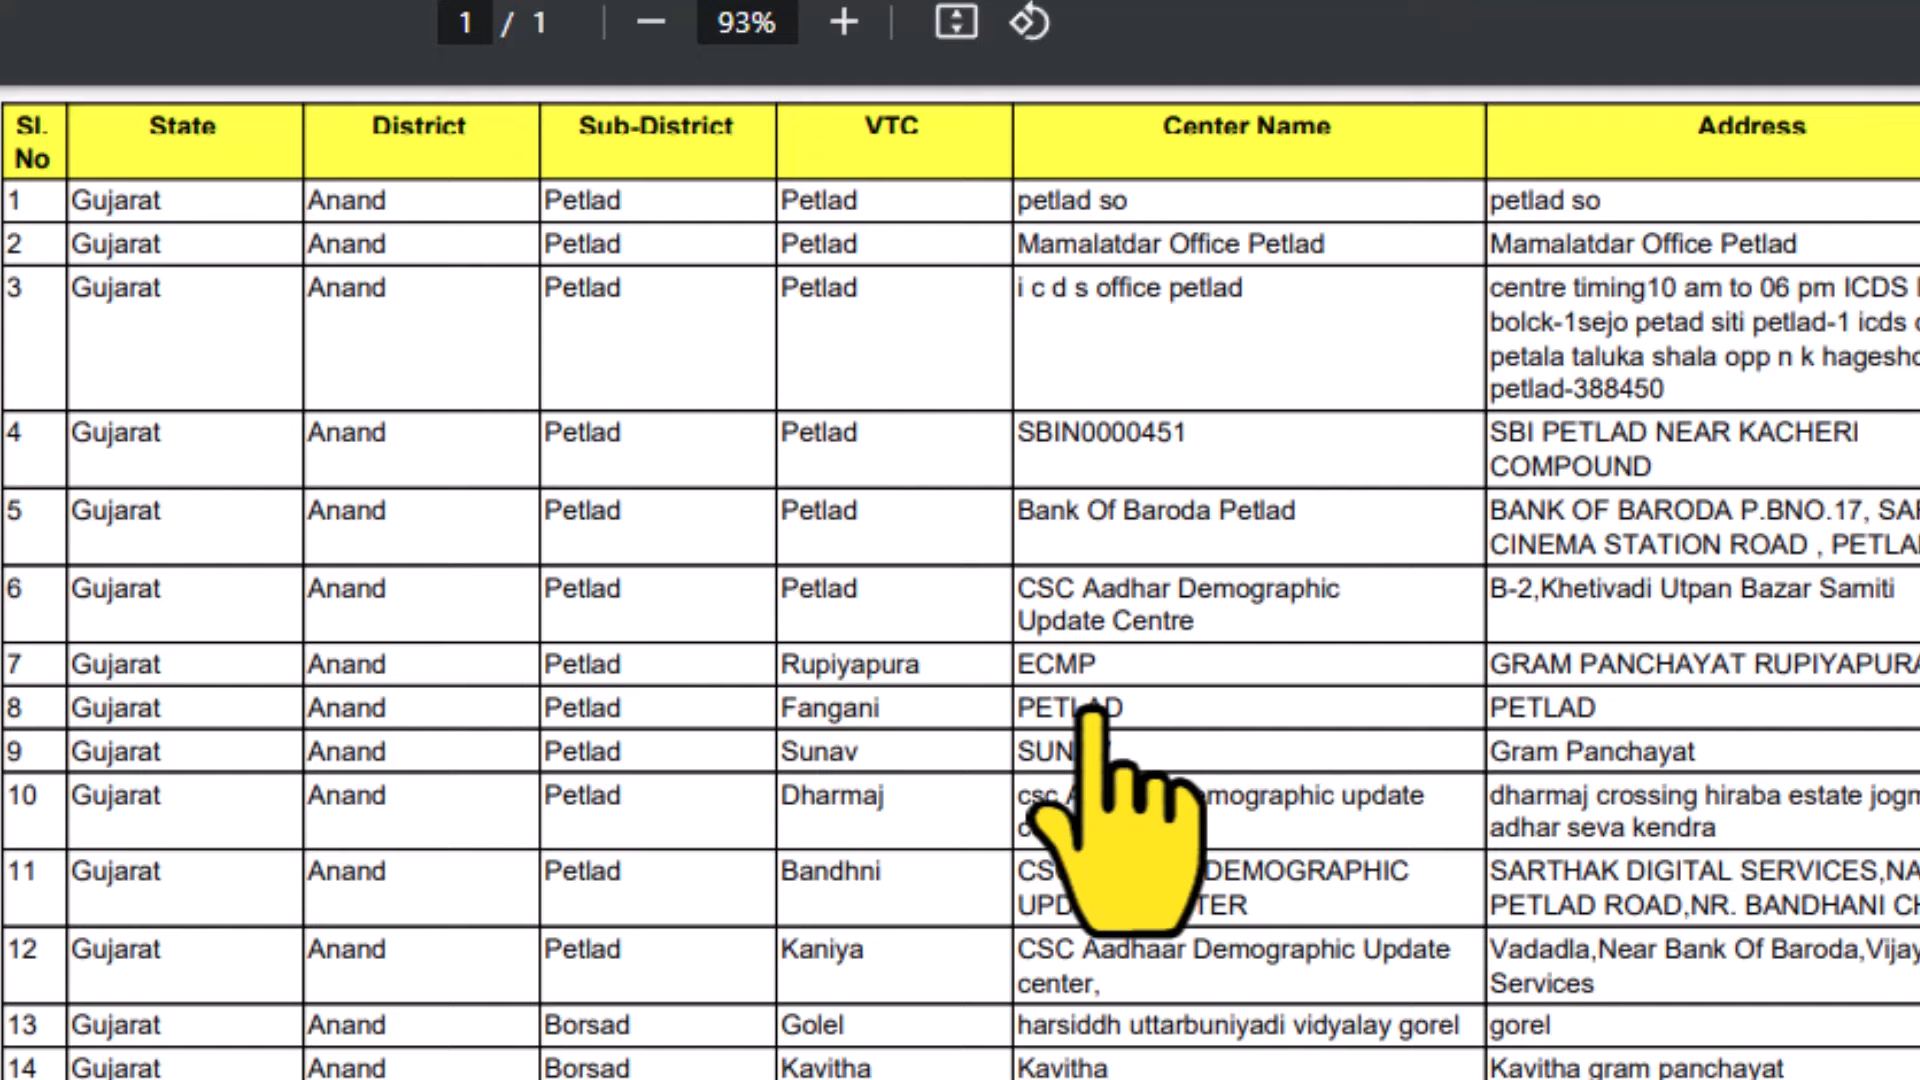 1 / 1 93%
Sl. No State District Sub-District VTC Center Name Address
1 Gujarat Anand Petlad Petlad petlad so petlad so
2 Gujarat Anand Petlad Petlad Mamalatdar Office Petlad Mamalatdar Office Petlad
3 Gujarat Anand Petlad Petlad i c d s office petlad centre timing10 am to 06 pm ICDS
bolck-1sejo petad siti petlad-1 icds
petala taluka shala opp n k
petlad-388450
4 Gujarat Anand Petlad Petlad SBIN0000451 SBI PETLAD NEAR KACHERI
COMPOUND
5 Gujarat Anand Petlad Petlad Bank Of Baroda Petlad BANK OF BARODA P.BNO.17,
CINEMA STATION ROAD ,
6 Gujarat Anand Petlad Petlad CSC Aadhar Demographic B-2,Khetivadi Utpan Bazar Samiti
Update Centre
7 Gujarat Anand Petlad Rupiyapura ECMP GRAM PANCHAYAT RUPIYAPURA
8 Gujarat Anand Petlad Fangani PETLAD PETLAD
9 Gujarat Anand Petlad Sunav Gram Panchayat
10 Gujarat Anand Petlad Dharmaj csc update dharmaj crossing hiraba estate
adhar seva kendra
11 Gujarat Anand Petlad Bandhni DEMOGRAPHIC SARTHAK DIGITAL SERVICES,
PETLAD ROAD,NR. BANDHANI
12 Gujarat Anand Petlad Kaniya CSC Aadhaar Demographic Update Vadadla,Near Bank Of Baroda,
center, Services
13 Gujarat Anand Borsad Golel harsiddh uttarbuniyadi vidyalay gorel gorel
14 Gujarat Anand Borsad Kavitha Kavitha Kavitha gram panchayat